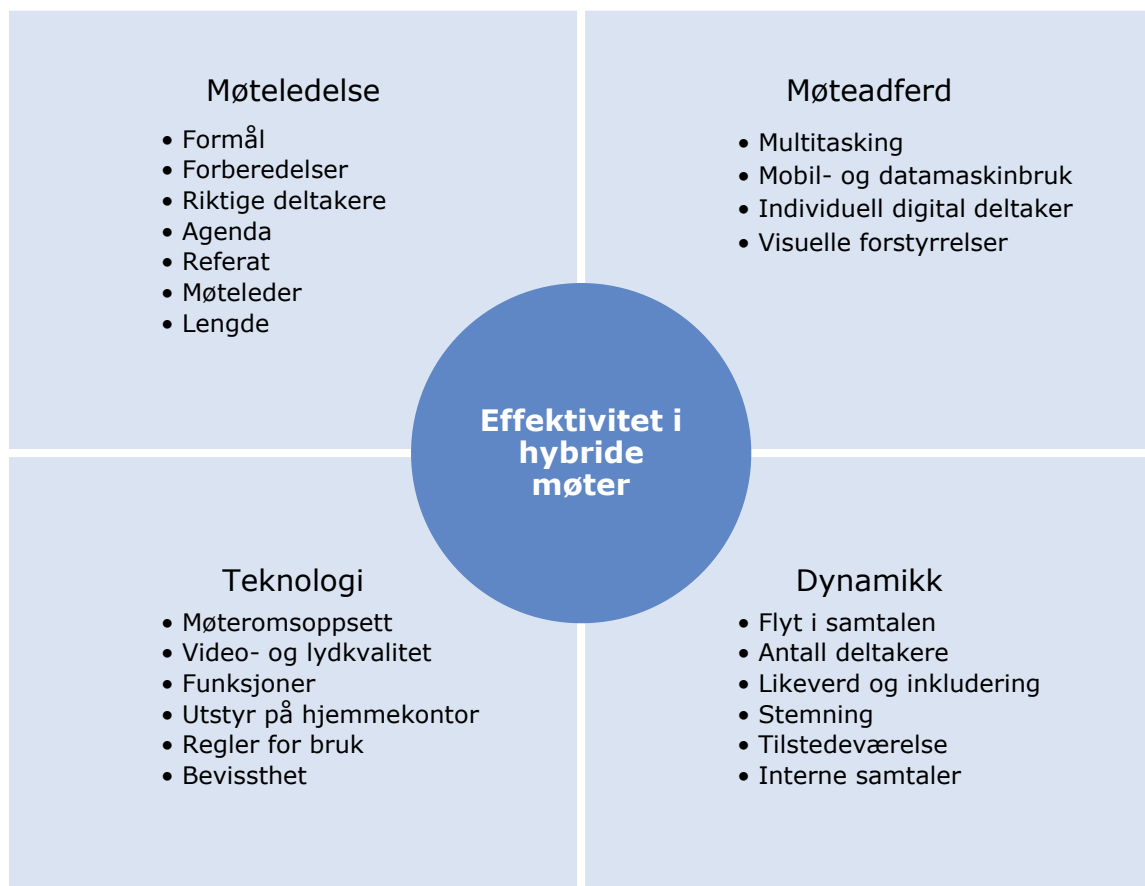 Møteledelse
• Formål
• Forberedelser
• Riktige deltakere
• Agenda
• Referat
• Møteleder
• Lengde
Møteadferd
• Multitasking
• Mobil- og datamaskinbruk
• Individuell digital deltaker
• Visuelle forstyrrelser
Effektivitet i
hybride
møter
Teknologi
• Møteromsoppsett
• Video- og lydkvalitet
• Funksjoner
• Utstyr på hjemmekontor
• Regler for bruk
• Bevissthet
Dynamikk
• Flyt i samtalen
• Antall deltakere
• Likeverd og inkludering
• Stemning
• Tilstedeværelse
• Interne samtaler